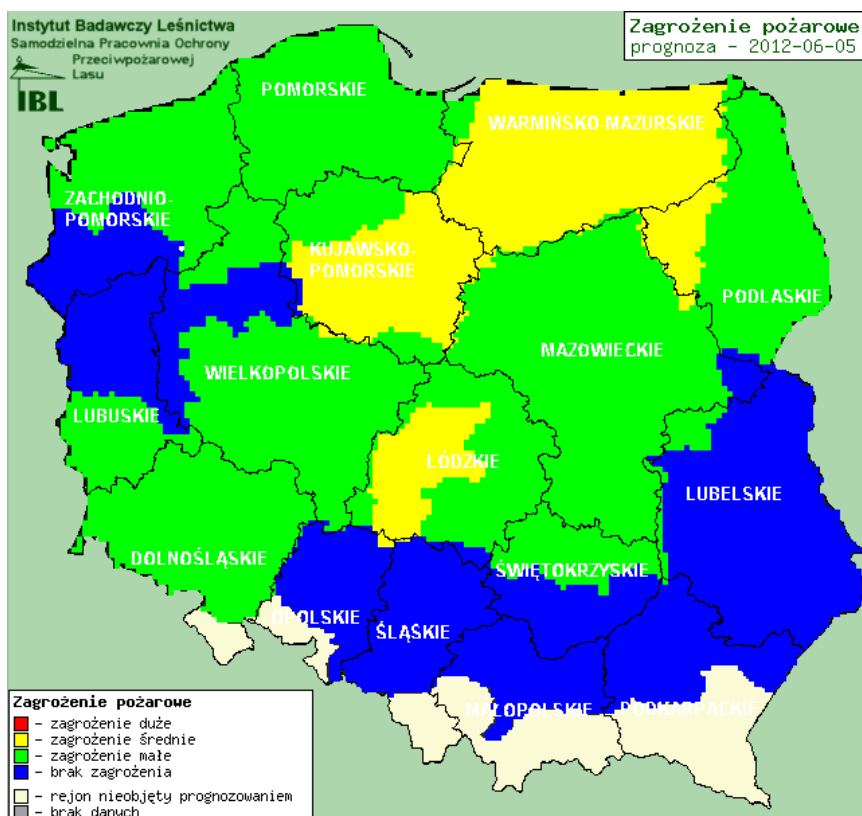 Instytut Badawczy Leśnictwa
Samodzielna Pracownia Ochrony
Przeciwpożarowej
Lasu
IBL
Zagrożenie pożarowe
prognoza - 2012-06-05
POMORSKIE
WARMIŃSKO-MAZURSKIE
ZACHODNIO-
POMORSKIE
KUJAWSKO-
POMORSKIE
PODLASKIE
MAZOWIECKIE
WIELKOPOLSKIE
LUBUSKIE
ŁÓDZKIE
LUBELSKIE
DOLNOŚLĄSKIE
ŚWIĘTOKRZYSKIE
OPOLSKIE
ŚLĄSKIE
MAŁOPOLSKIE
PODKARPACKIE
Zagrożenie pożarowe
- zagrożenie duże
- zagrożenie średnie
- zagrożenie małe
- brak zagrożenia
- rejon nieobjęty prognozowaniem
- brak danych